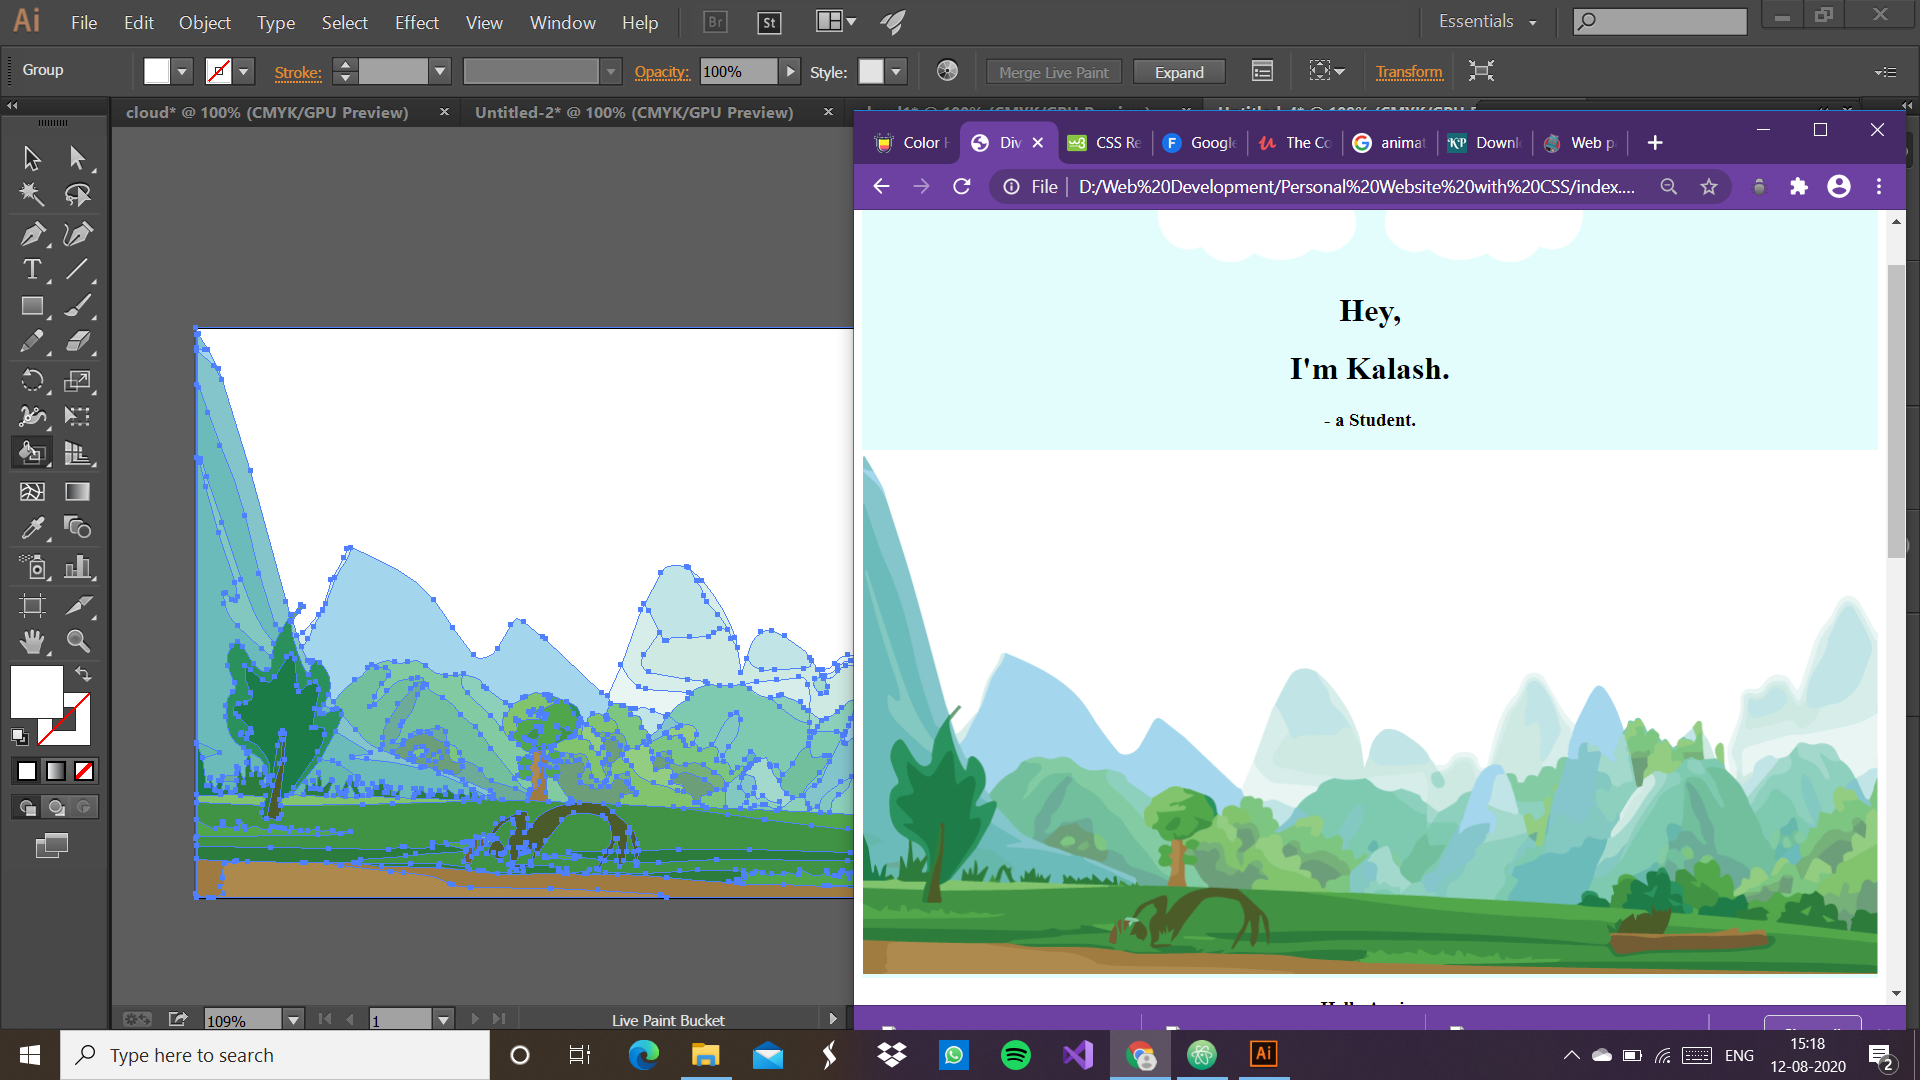 Ai File Edit Object Type Select Effect View Window Help Br St Essentials
Group Stroke: Opacity: 100% Style: Merge Live Paint Expand Transform
cloud* @ 100% (CMYK/GPU Preview) × Untitled-2* @ 100% (CMYK/GPU Preview) ×
Color Div CSS Re Google The Co animat Downl Web p
File D:/Web%20Development/Personal%20Website%20with%20CSS/index....
Hey,
I'm Kalash.
- a Student.
109% 1 Live Paint Bucket
Type here to search
ENG
15:18
12-08-2020
2